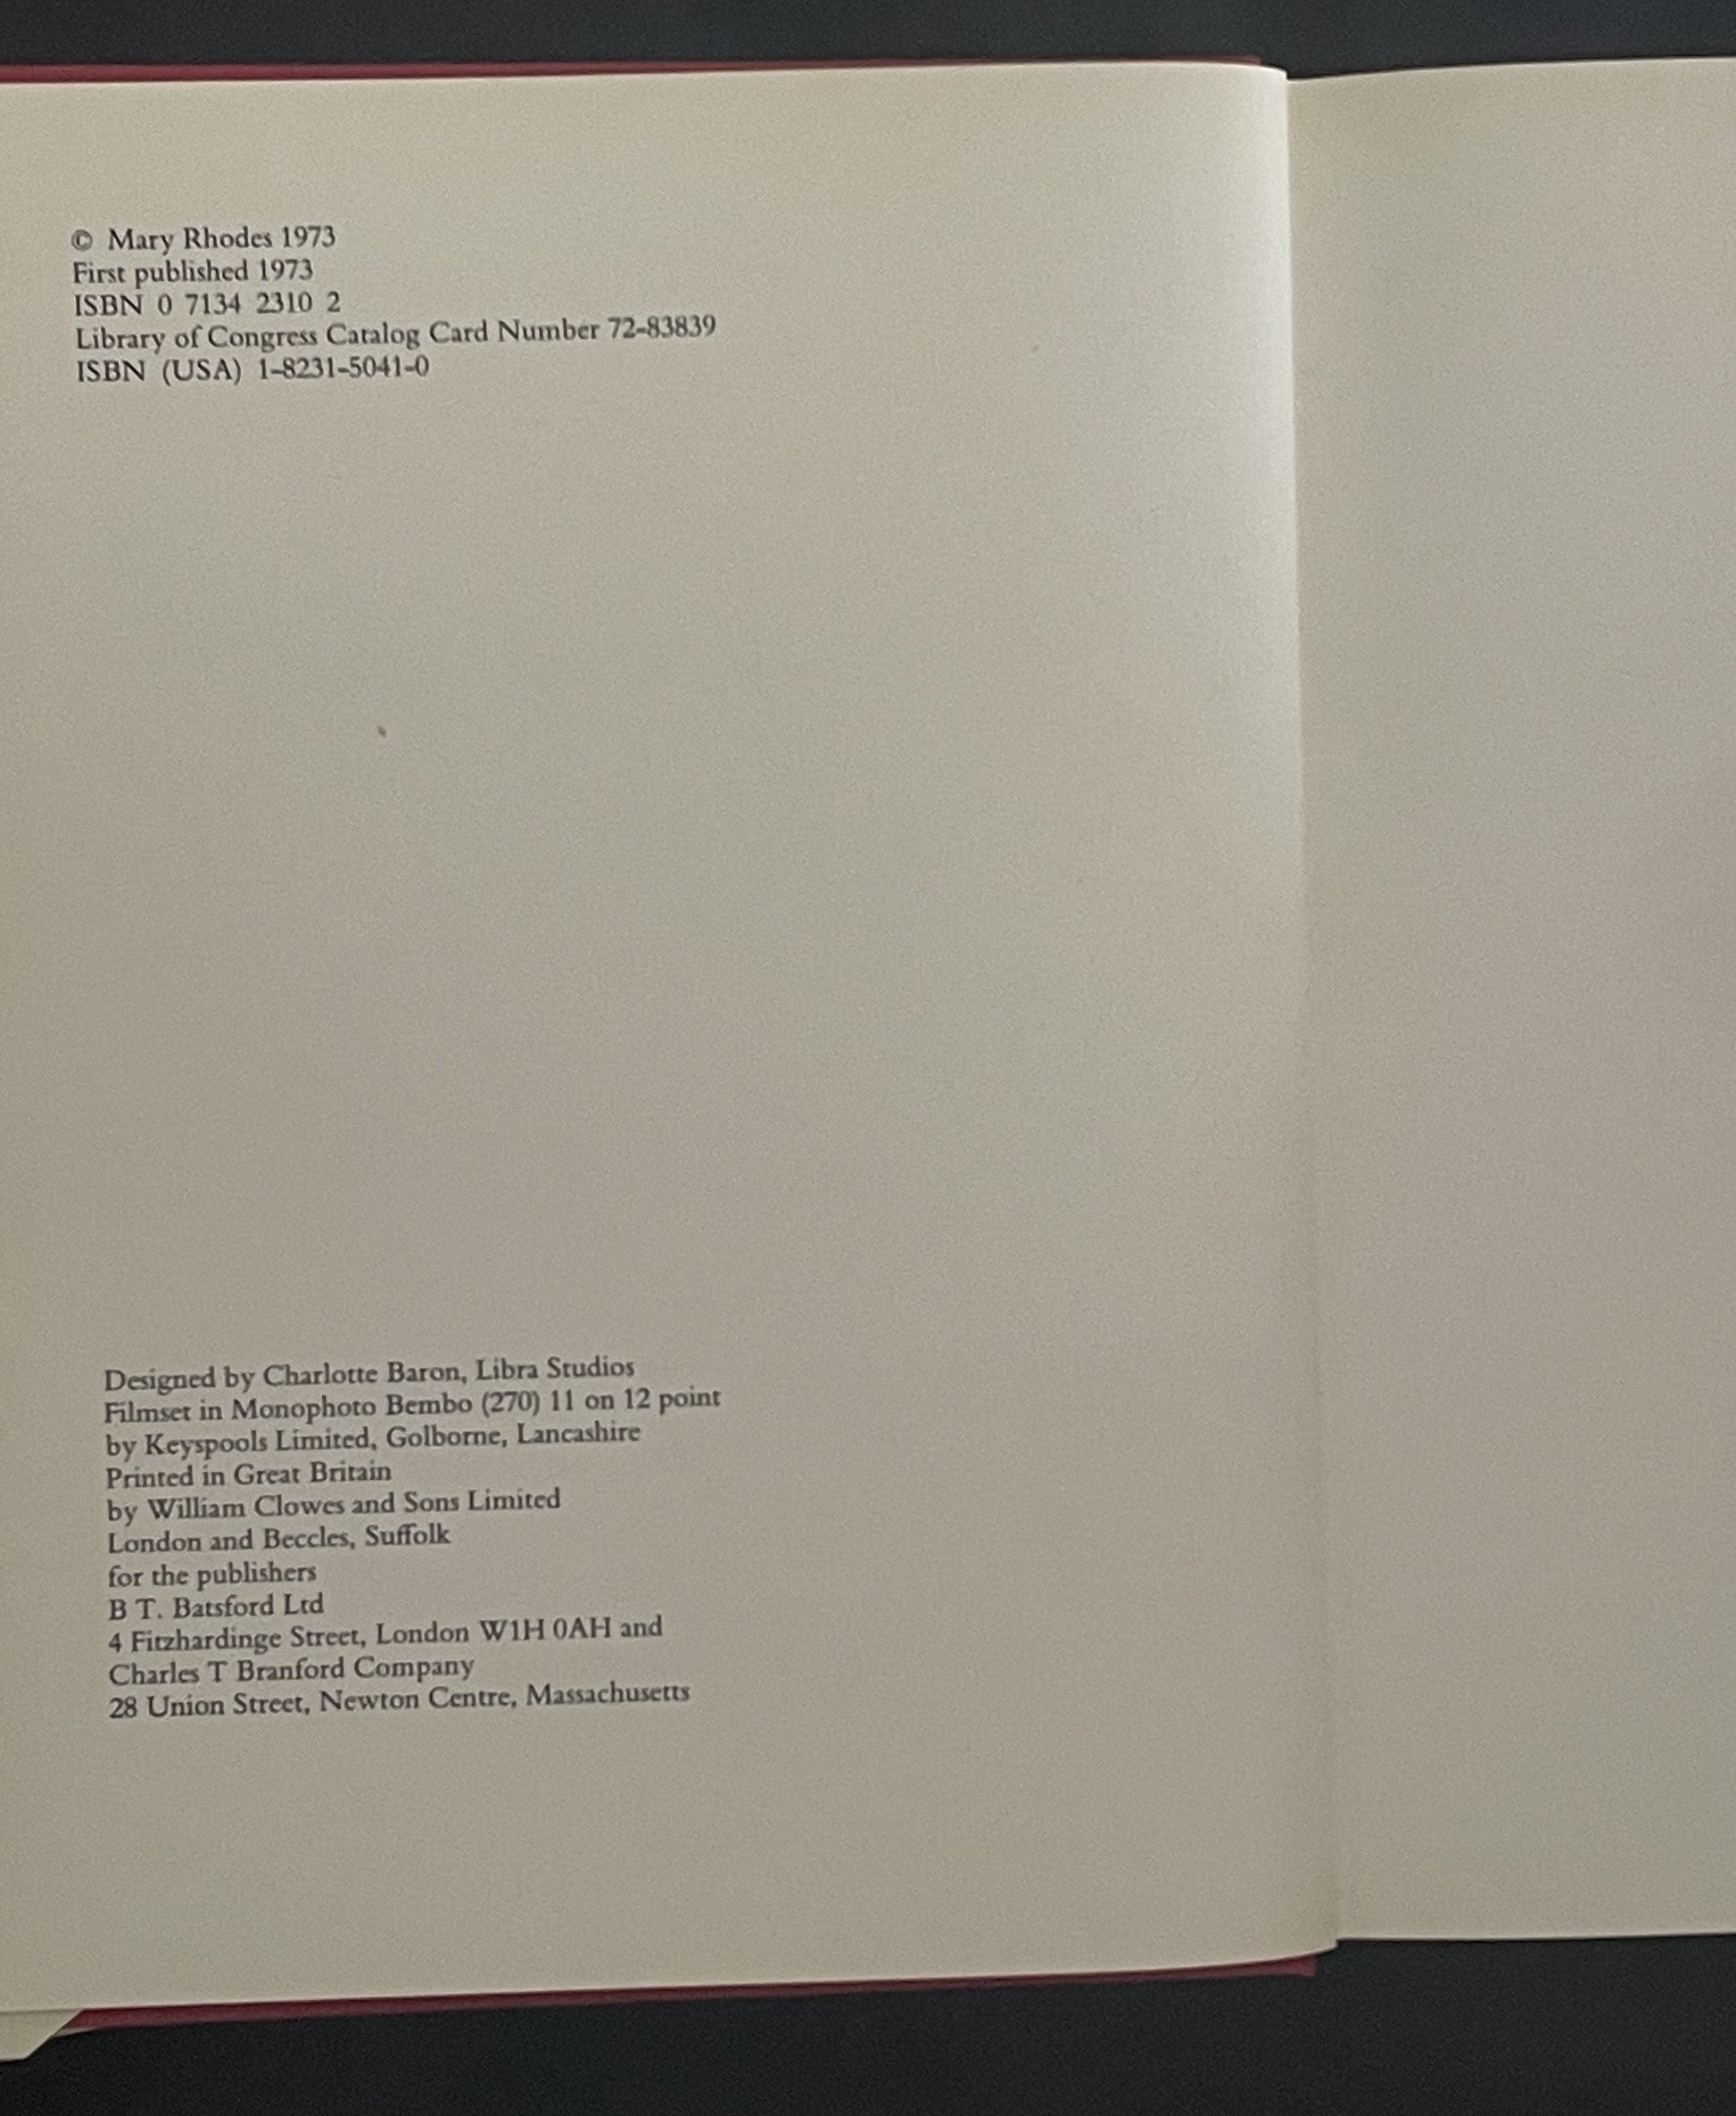 © Mary Rhodes 1973
First published 1973
ISBN 0 7134 2310 2
Library of Congress Catalog Card Number 72-83839
ISBN (USA) 1-8231-5041-0
Designed by Charlotte Baron, Libra Studios
Filmset in Monophoto Bembo (270) 11 on 12 point
by Keyspools Limited, Golborne, Lancashire
Printed in Great Britain
by William Clowes and Sons Limited
London and Beccles, Suffolk
for the publishers
B T. Batsford Ltd
4 Fitzhardinge Street, London W1H 0AH and
Charles T Branford Company
28 Union Street, Newton Centre, Massachusetts